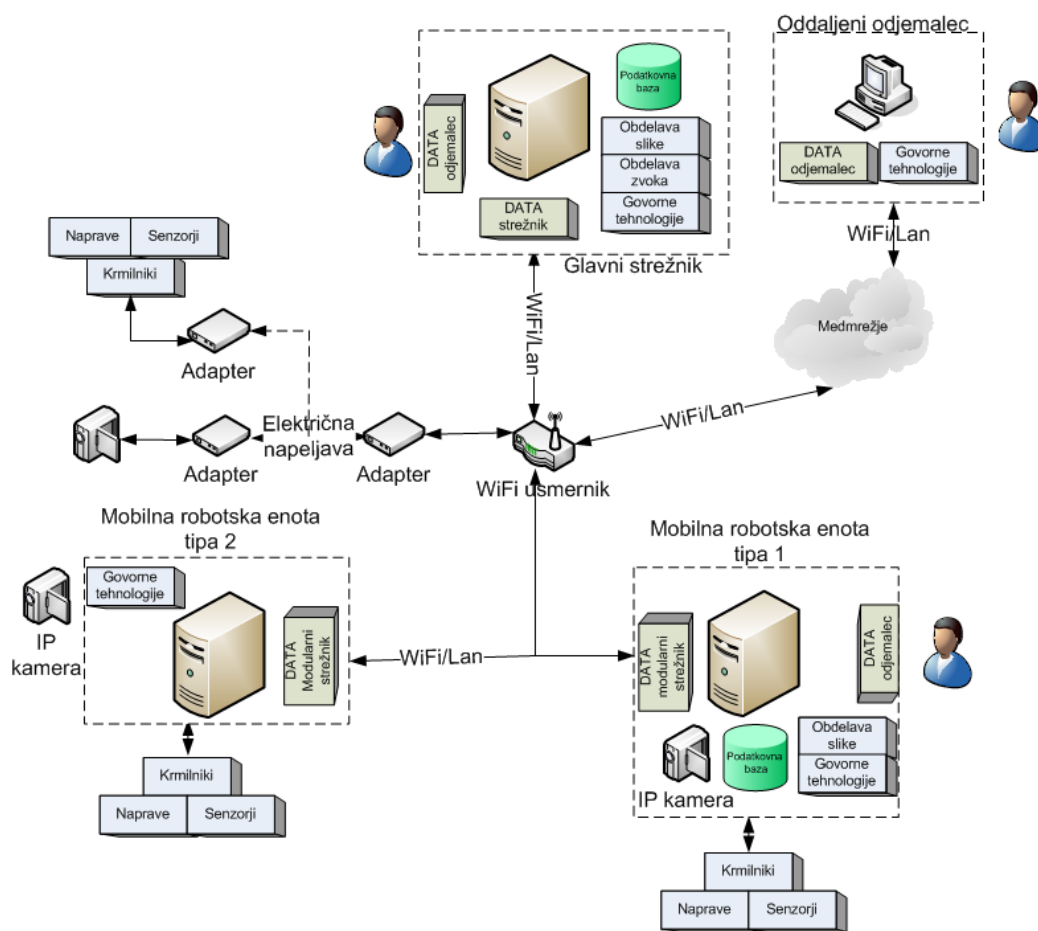 Oddaljeni odjemalec
Podatkovna
baza
DATA
odjemalec
Obdelava
slike
Obdelava
zvoka
Govorne
tehnologije
DATA
strežnik
Glavni strežnik
DATA
odjemalec
Govorne
tehnologije
WiFi/Lan
Medmrežje
Naprave
Senzorji
Krmilniki
Adapter
WiFi/Lan
WiFi/Lan
Električna
napeljava
Adapter
Adapter
WiFi usmernik
Mobilna robotska enota
tipa 2
Govorne
tehnologije
IP
kamera
DATA
Modularni
strežnik
WiFi/Lan
Krmilniki
Naprave
Senzorji
Mobilna robotska enota
tipa 1
DATA
modularni
strežnik
DATA
odjemalec
Obdelava
slike
Govorne
tehnologije
Podatkovna
baza
IP kamera
Krmilniki
Naprave
Senzorji